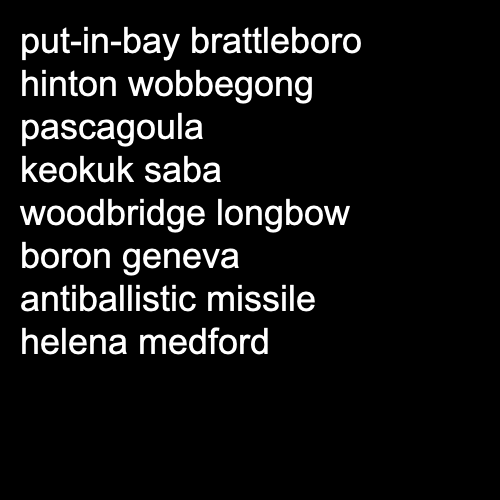 put-in-bay brattleboro
hinton wobbegong
pascagoula
keokuk saba
woodbridge longbow
boron geneva
antiballistic missile
helena medford